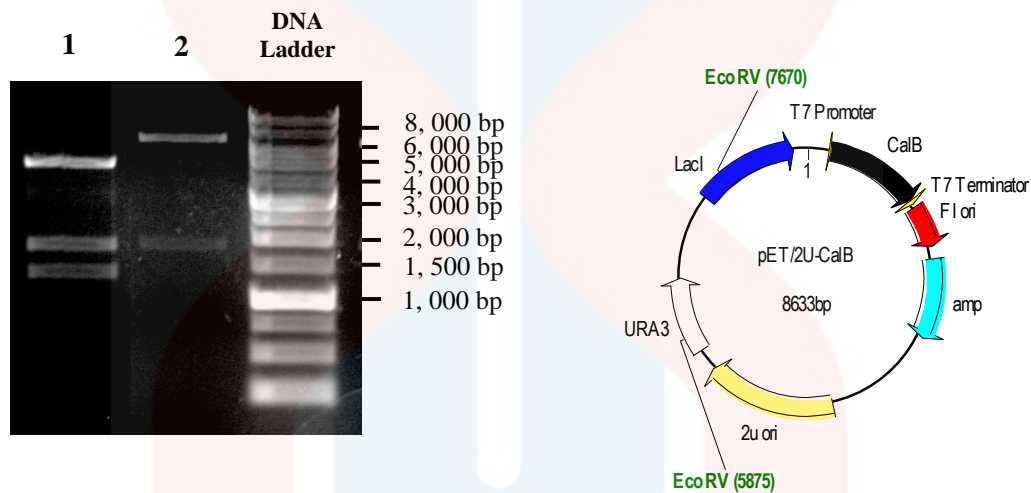 1
2
DNA
Ladder
8, 000 bp
6, 000 bp
5, 000 bp
4, 000 bp
3, 000 bp
2, 000 bp
1, 500 bp
1, 000 bp
EcoRV (7670)
T7 Promoter
CalB
LacI
1
T7 Terminator
F1 ori
pET/2U-CalB
8633bp
amp
URA3
2u ori
EcoRV (5875)